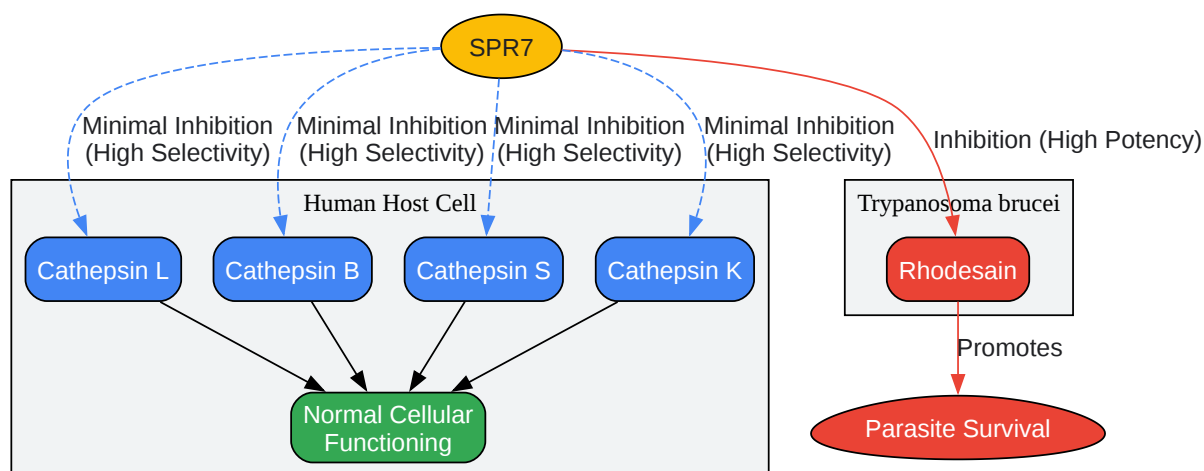 SPR7
Minimal Inhibition
(High Selectivity)
Minimal Inhibition
(High Selectivity)
Minimal Inhibition
(High Selectivity)
Minimal Inhibition
(High Selectivity)
Inhibition (High Potency)
Human Host Cell
Trypanosoma brucei
Cathepsin L
Cathepsin B
Cathepsin S
Cathepsin K
Rhodesain
Promotes
Normal Cellular
Functioning
Parasite Survival